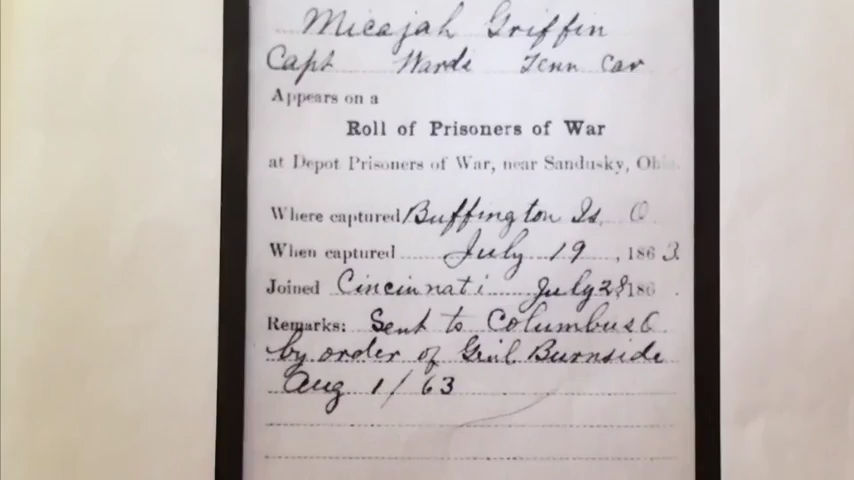 Micajah Griffin
Capt Wards Tenn Cav
Appears on a
Roll of Prisoners of War
at Depot Prisoners of War, near Sandusky, Ohio.
Where captured Buffington Is. O
When captured July 19, 1863.
Joined Cincinnati July 28 186 .
Remarks: Sent to Columbus O
by order of Genl. Burnside
Aug 1/63